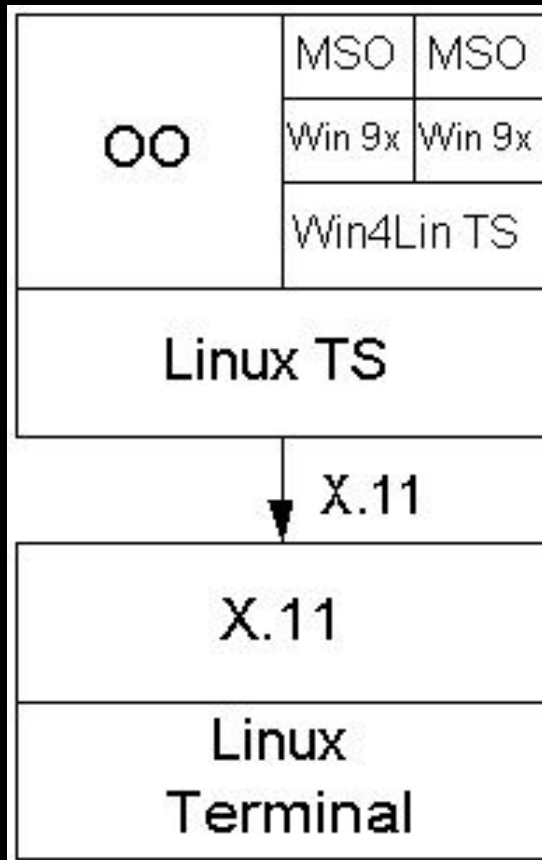 MSO MSO
OO
Win 9x Win 9x
Win4Lin TS
Linux TS
X.11
X.11
Linux
Terminal